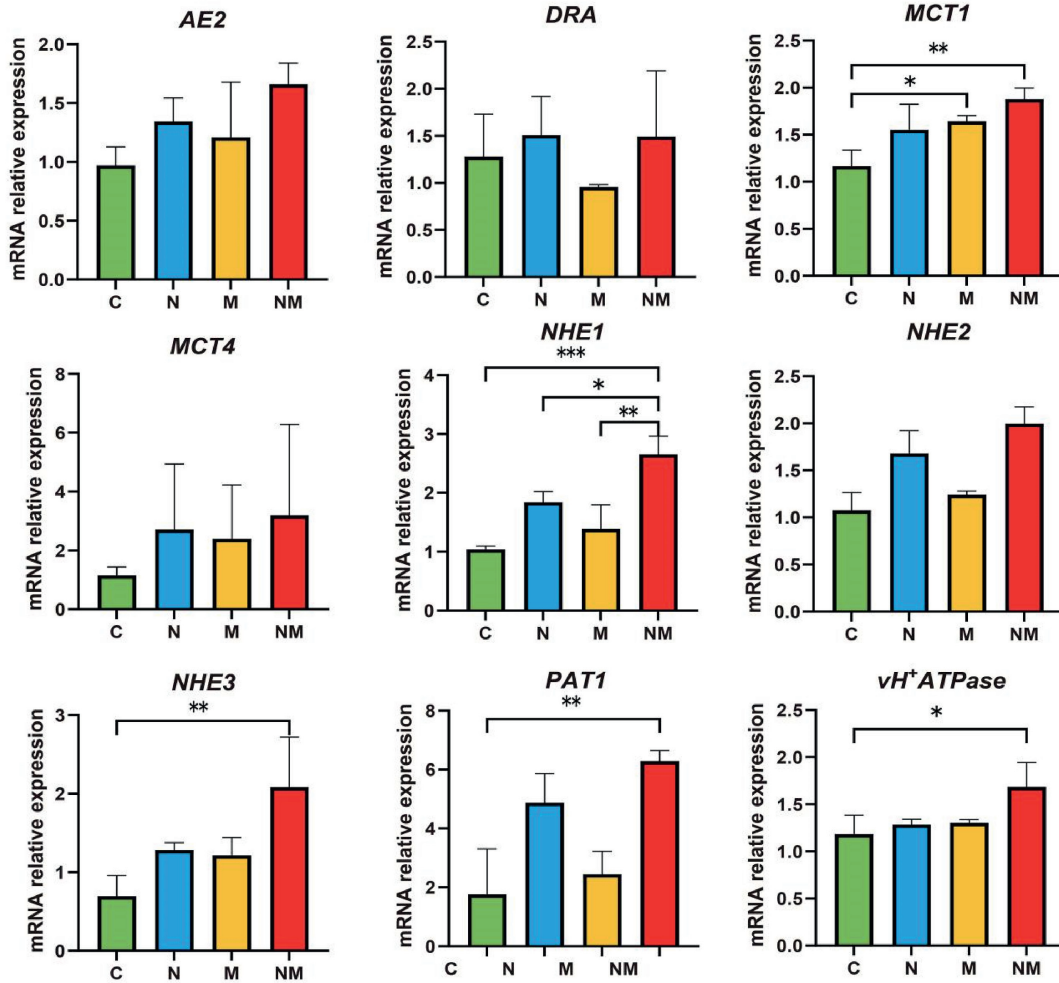 AE2
mRNA relative expression
2.0
1.5
1.0
0.5
0.0
C N M NM
DRA
mRNA relative expression
2.5
2.0
1.5
1.0
0.5
0.0
C N M NM
MCT1
mRNA relative expression
2.5
2.0
1.5
1.0
0.5
0.0
**
*
C N M NM
MCT4
mRNA relative expression
8
6
4
2
0
C N M NM
NHE1
mRNA relative expression
4
3
2
1
0
***
*
**
C N M NM
NHE2
mRNA relative expression
2.5
2.0
1.5
1.0
0.5
0.0
C N M NM
NHE3
mRNA relative expression
3
2
1
0
**
C N M NM
PAT1
mRNA relative expression
8
6
4
2
0
**
C N M NM
vH⁺ATPase
mRNA relative expression
2.5
2.0
1.5
1.0
0.5
0.0
*
C N M NM